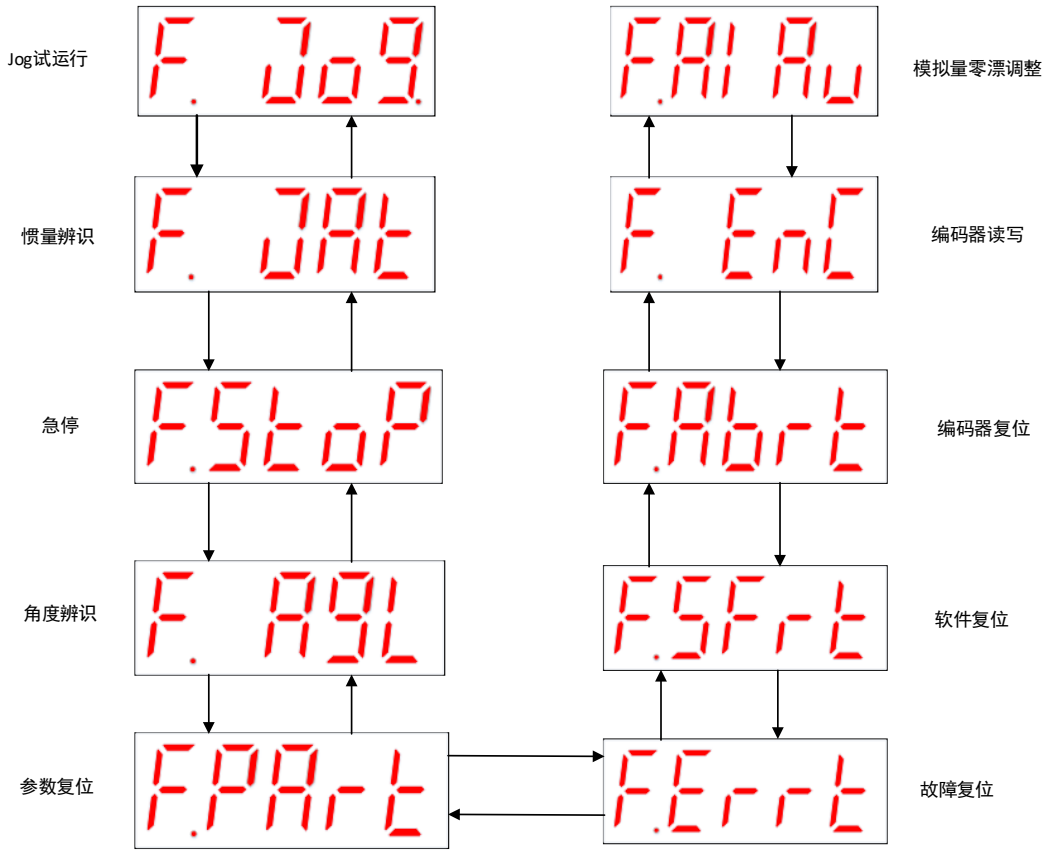 Jog试运行
F. Jog.
惯量辨识
F. JAt
急停
F.StoP
角度辨识
F. AgL
参数复位
F.PArt
F.AI Au
模拟量零漂调整
F. EnC
编码器读写
F.Abrt
编码器复位
F.SFrt
软件复位
F.Errt
故障复位